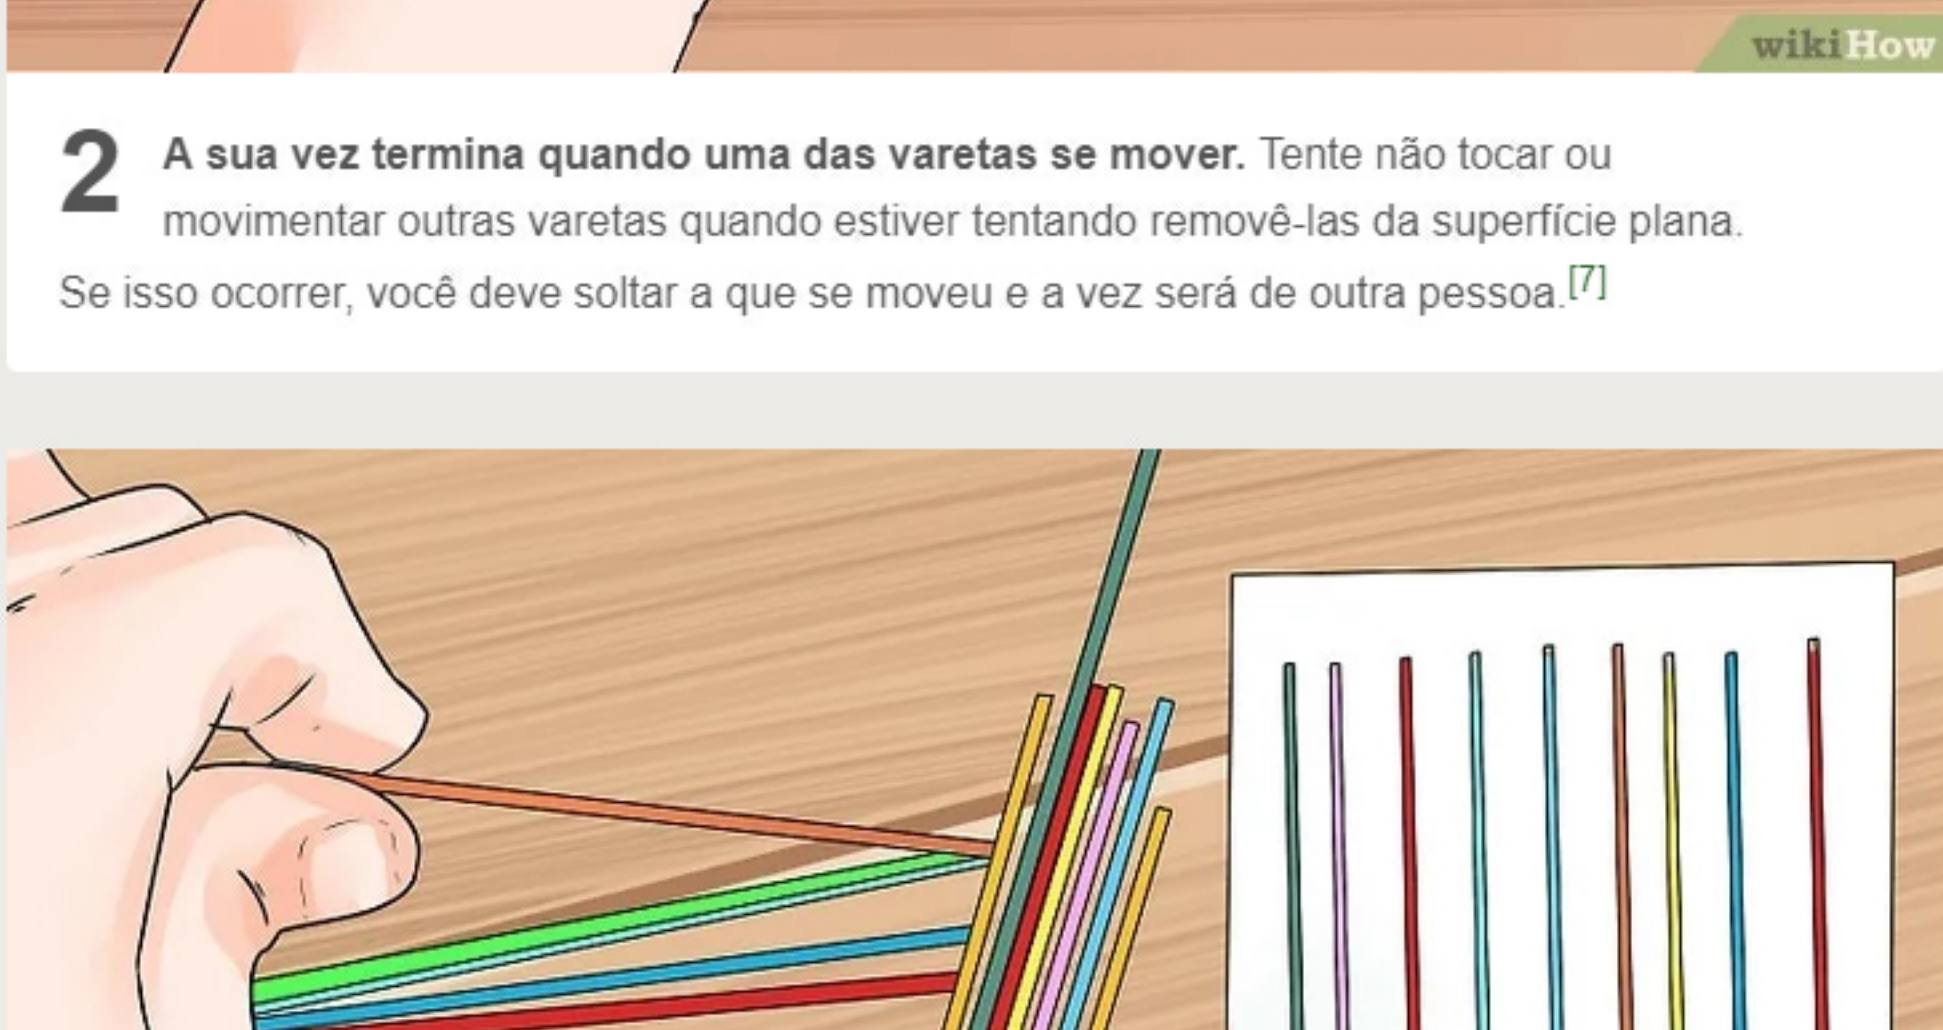 wikiHow
2 A sua vez termina quando uma das varetas se mover. Tente não tocar ou
movimentar outras varetas quando estiver tentando removê-las da superfície plana.
Se isso ocorrer, você deve soltar a que se moveu e a vez será de outra pessoa.[7]